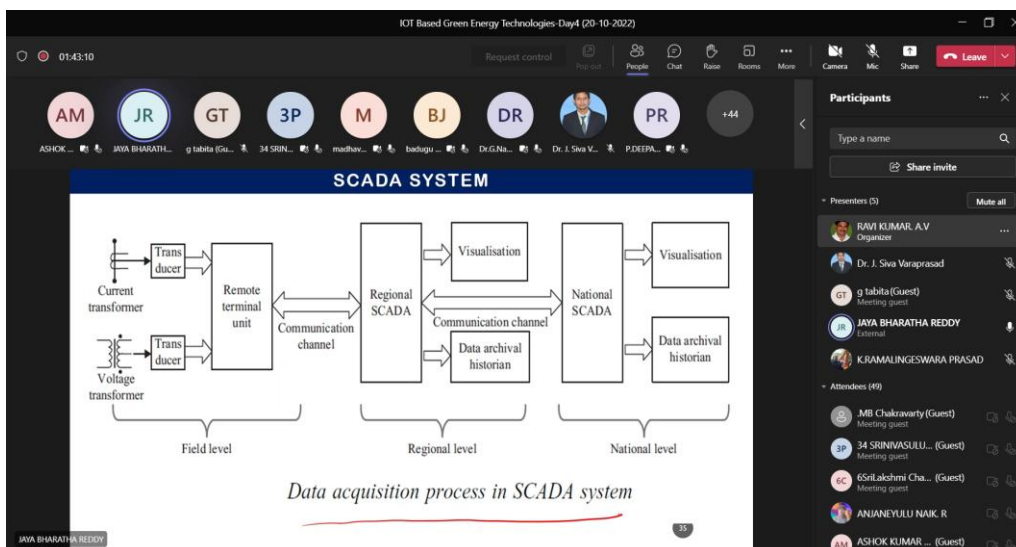 IOT Based Green Energy Technologies-Day4 (20-10-2022)
01:43:10
Request control
Pop out
People
Chat
Raise
Rooms
More
Camera
Mic
Share
Leave
AM
JR
GT
3P
M
BJ
DR
PR
+44
ASHOK ...
JAYA BHARATH...
g tabita (Gu...
34 SRIN...
madhav...
badugu ...
Dr.G.Na...
Dr. J. Siva V...
P.DEEPA...
SCADA SYSTEM
Current
transformer
Trans
ducer
Voltage
transformer
Trans
ducer
Remote
terminal
unit
Communication
channel
Regional
SCADA
Visualisation
Communication channel
Data archival
historian
National
SCADA
Visualisation
Data archival
historian
Field level
Regional level
National level
Data acquisition process in SCADA system
35
JAYA BHARATHA REDDY
Participants
Type a name
Share invite
Presenters (5)
Mute all
RAVI KUMAR. A.V
Organizer
Dr. J. Siva Varaprasad
GT
g tabita (Guest)
Meeting guest
JR
JAYA BHARATHA REDDY
External
K.RAMALINGESWARA PRASAD
Attendees (49)
.MB Chakravarty (Guest)
Meeting guest
3P
34 SRINIVASULU... (Guest)
Meeting guest
6C
6SriLakshmi Cha... (Guest)
Meeting guest
ANJANEYULU NAIK. R
AM
ASHOK KUMAR ... (Guest)